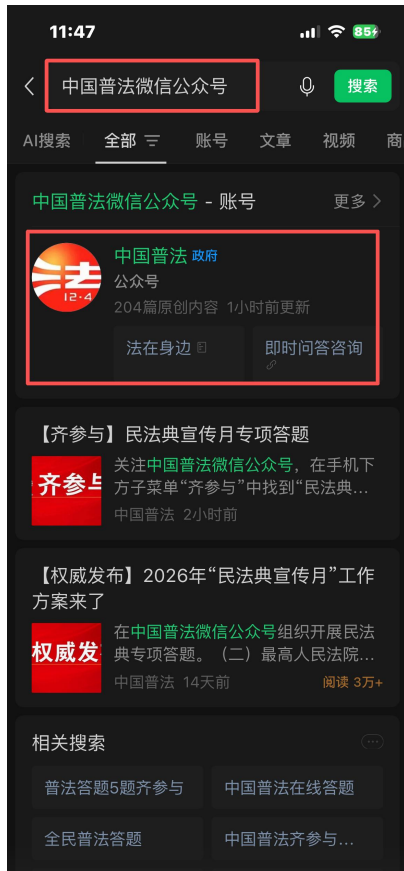 11:47
85
中国普法微信公众号
搜索
AI搜索 全部 账号 文章 视频 商
中国普法微信公众号 - 账号 更多
法
12·4
中国普法 政府
公众号
204篇原创内容 1小时前更新
法在身边 即时问答咨询
【齐参与】民法典宣传月专项答题
齐参与
关注中国普法微信公众号，在手机下
方子菜单“齐参与”中找到“民法典...
中国普法 2小时前
【权威发布】2026年“民法典宣传月”工作
方案来了
权威发
在中国普法微信公众号组织开展民法
典专项答题。（二）最高人民法院...
中国普法 14天前 阅读 3万+
相关搜索
普法答题5题齐参与 中国普法在线答题
全民普法答题 中国普法齐参与...